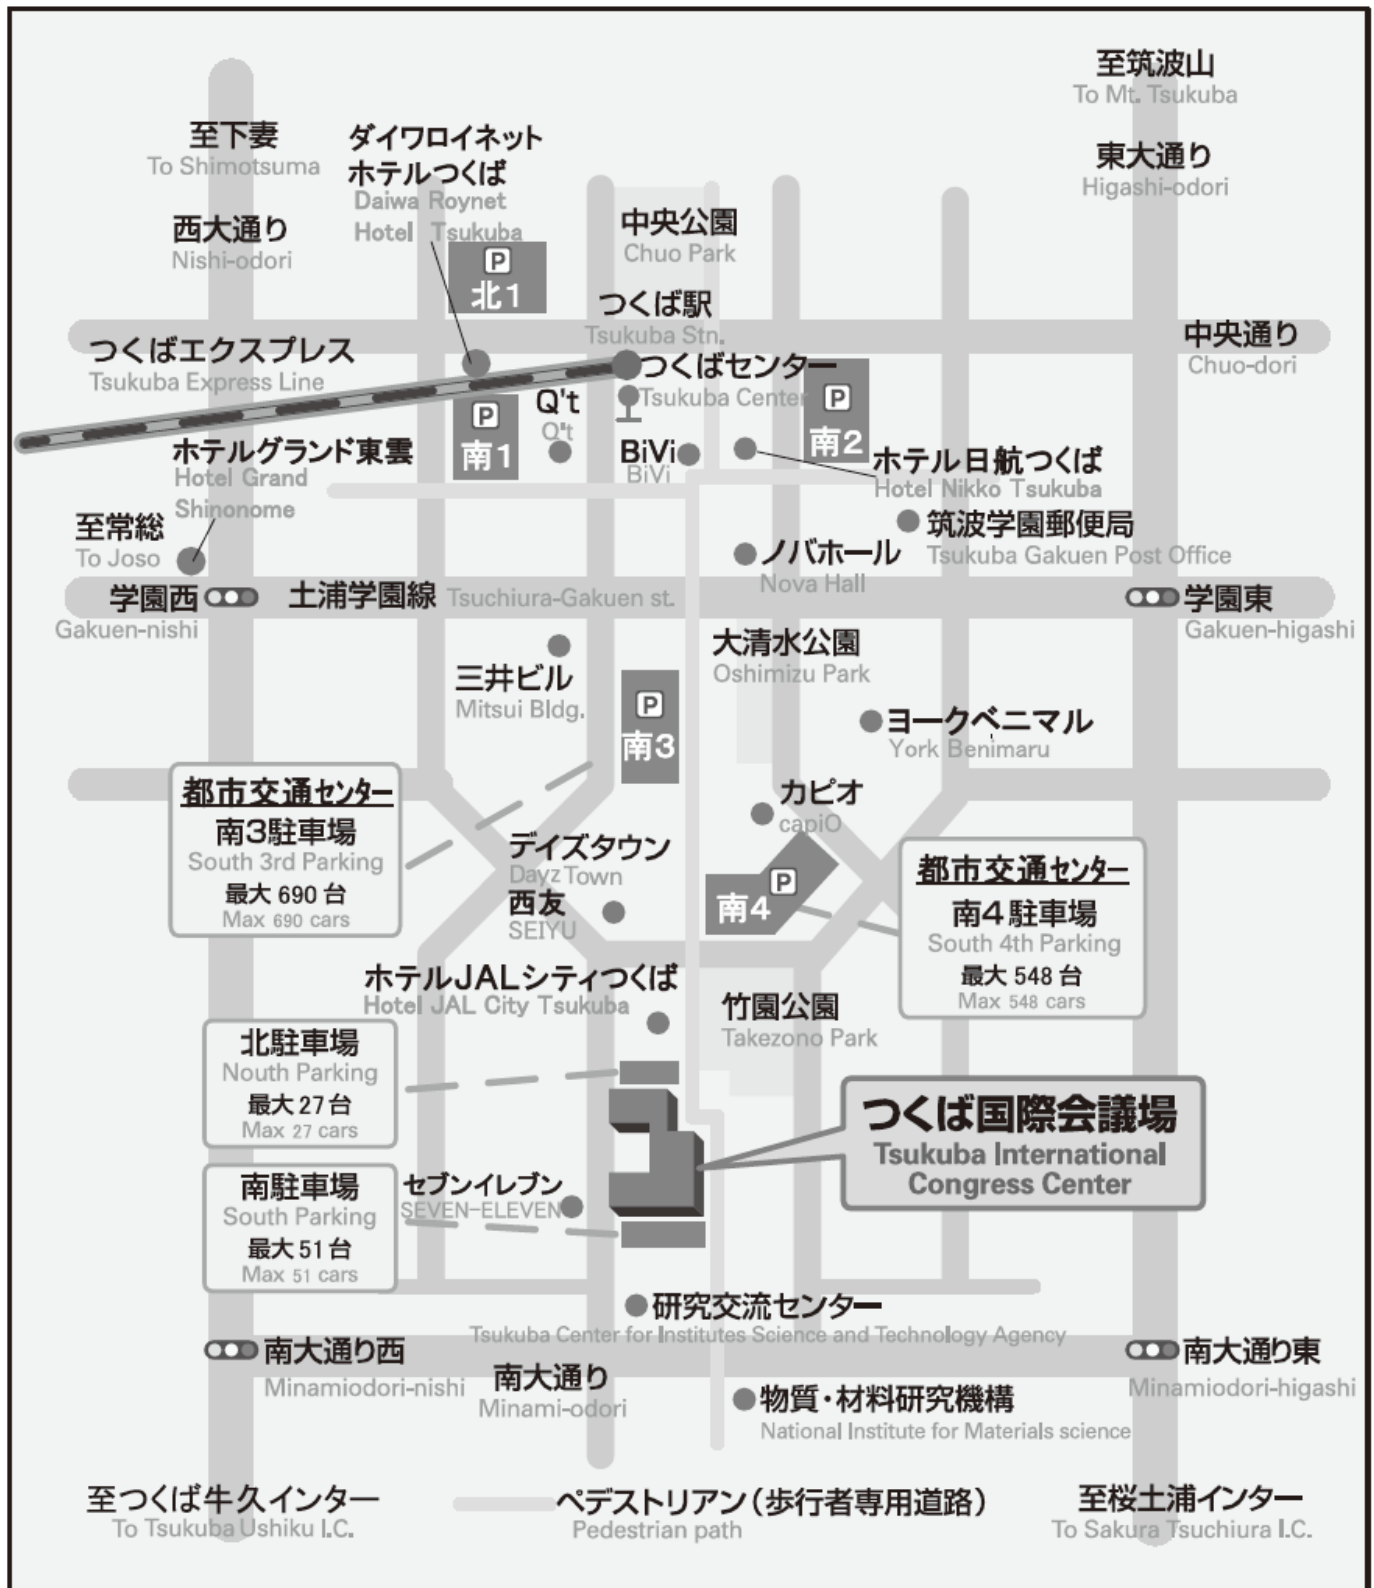 至筑波山
To Mt. Tsukuba
至下妻
To Shimotsuma
ダイワロイネット
ホテルつくば
Daiwa Roynet
Hotel Tsukuba
東大通り
Higashi-odori
西大通り
Nishi-odori
中央公園
Chuo Park
P
北1
つくば駅
Tsukuba Stn.
中央通り
Chuo-dori
つくばエクスプレス
Tsukuba Express Line
つくばセンター
Tsukuba Center
P
南1
Q't
Q't
P
南2
BiVi
BiVi
ホテルグランド東雲
Hotel Grand
Shinonome
ホテル日航つくば
Hotel Nikko Tsukuba
至常総
To Joso
筑波学園郵便局
Tsukuba Gakuen Post Office
ノバホール
Nova Hall
学園西
Gakuen-nishi
土浦学園線 Tsuchiura-Gakuen st.
学園東
Gakuen-higashi
三井ビル
Mitsui Bldg.
大清水公園
Oshimizu Park
P
南3
ヨークベニマル
York Benimaru
都市交通センター
南3駐車場
South 3rd Parking
最大 690 台
Max 690 cars
カピオ
capiO
デイズタウン
Dayz Town
西友
SEIYU
P
南4
都市交通センター
南4駐車場
South 4th Parking
最大 548 台
Max 548 cars
ホテルJALシティつくば
Hotel JAL City Tsukuba
竹園公園
Takezono Park
北駐車場
Nouth Parking
最大 27 台
Max 27 cars
つくば国際会議場
Tsukuba International
Congress Center
南駐車場
South Parking
最大 51 台
Max 51 cars
セブンイレブン
SEVEN-ELEVEN
研究交流センター
Tsukuba Center for Institutes Science and Technology Agency
南大通り西
Minamiodori-nishi
南大通り
Minami-odori
南大通り東
Minamiodori-higashi
物質・材料研究機構
National Institute for Materials science
至つくば牛久インター
To Tsukuba Ushiku I.C.
ペデストリアン（歩行者専用道路）
Pedestrian path
至桜土浦インター
To Sakura Tsuchiura I.C.